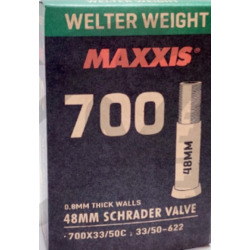 WELTER WEIGHT
MAXXIS®
700
48MM
0.8MM THICK WALLS
48MM SCHRADER VALVE
·700X33/50C : 33/50-622